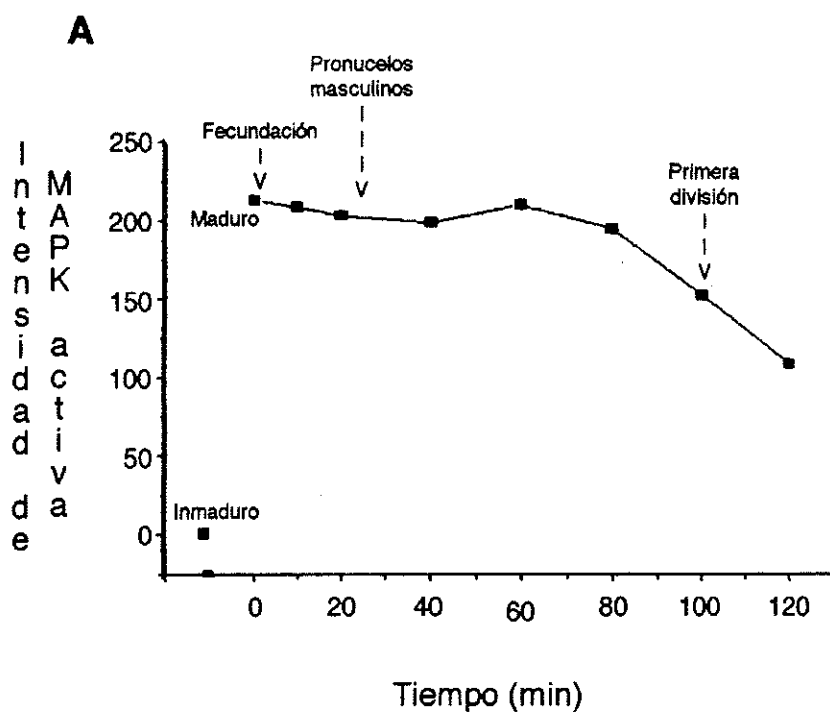 A
Pronucelos
masculinos
Fecundación
Primera
división
Maduro
Inmaduro
Intensidad de
MAPK activa
250
200
150
100
50
0
0 20 40 60 80 100 120
Tiempo (min)